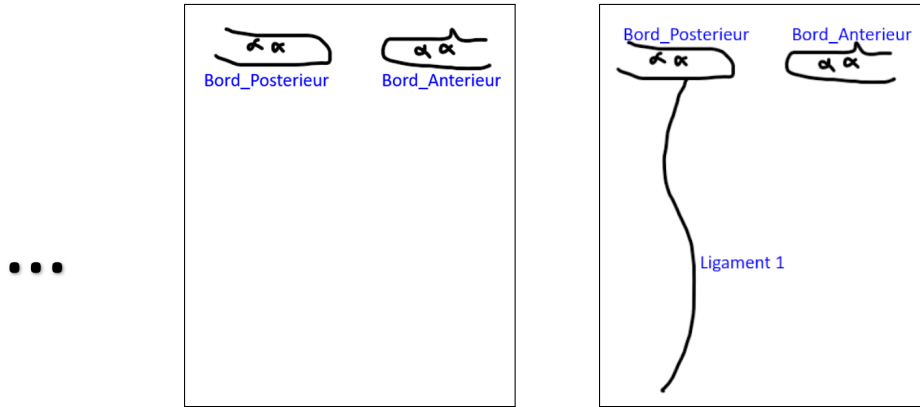 ...
α α
α α
Bord_Posterieur
Bord_Anterieur
Bord_Posterieur
Bord_Anterieur
α α
α α
Ligament 1